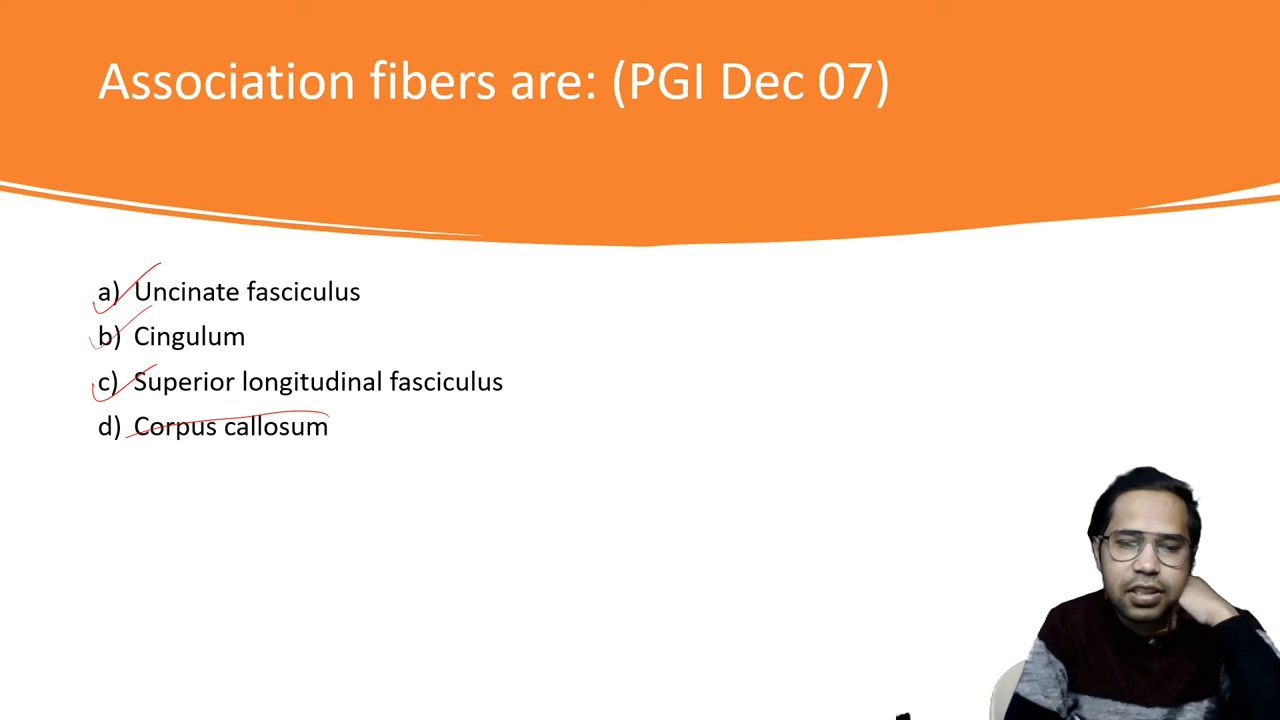 Association fibers are: (PGI Dec 07)
a) Uncinate fasciculus
b) Cingulum
c) Superior longitudinal fasciculus
d) Corpus callosum